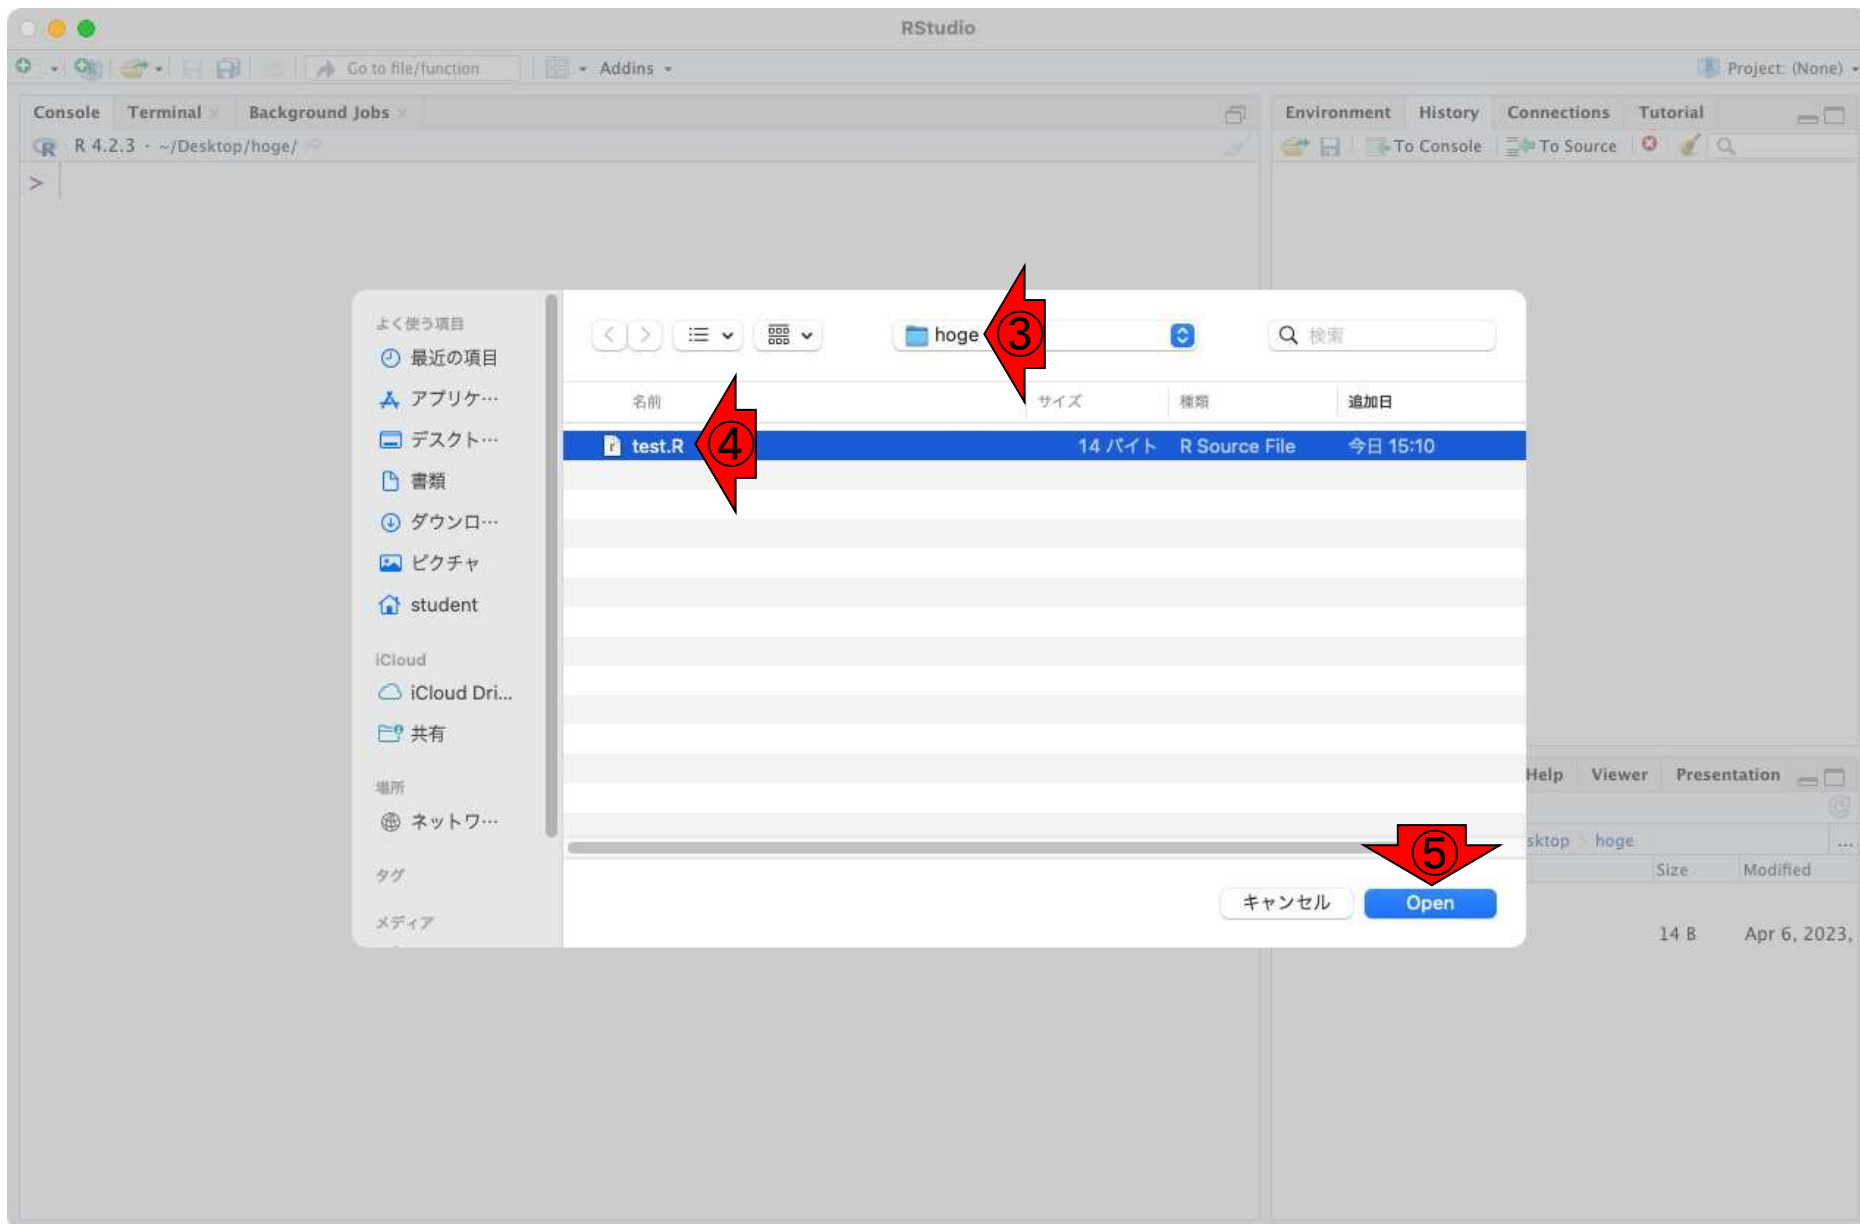 RStudio
Go to file/function Addins Project: (None)
Console Terminal Background Jobs
R 4.2.3 · ~/Desktop/hoge/
>
Environment History Connections Tutorial
To Console To Source
よく使う項目
最近の項目
アプリケ…
デスクト…
書類
ダウンロ…
ピクチャ
student
iCloud
iCloud Dri...
共有
場所
ネットワ…
タグ
メディア
hoge ③ 検索
名前 サイズ 種類 追加日
test.R ④ 14 バイト R Source File 今日 15:10
⑤
キャンセル Open
Help Viewer Presentation
sktop hoge ...
Size Modified
14 B Apr 6, 2023,